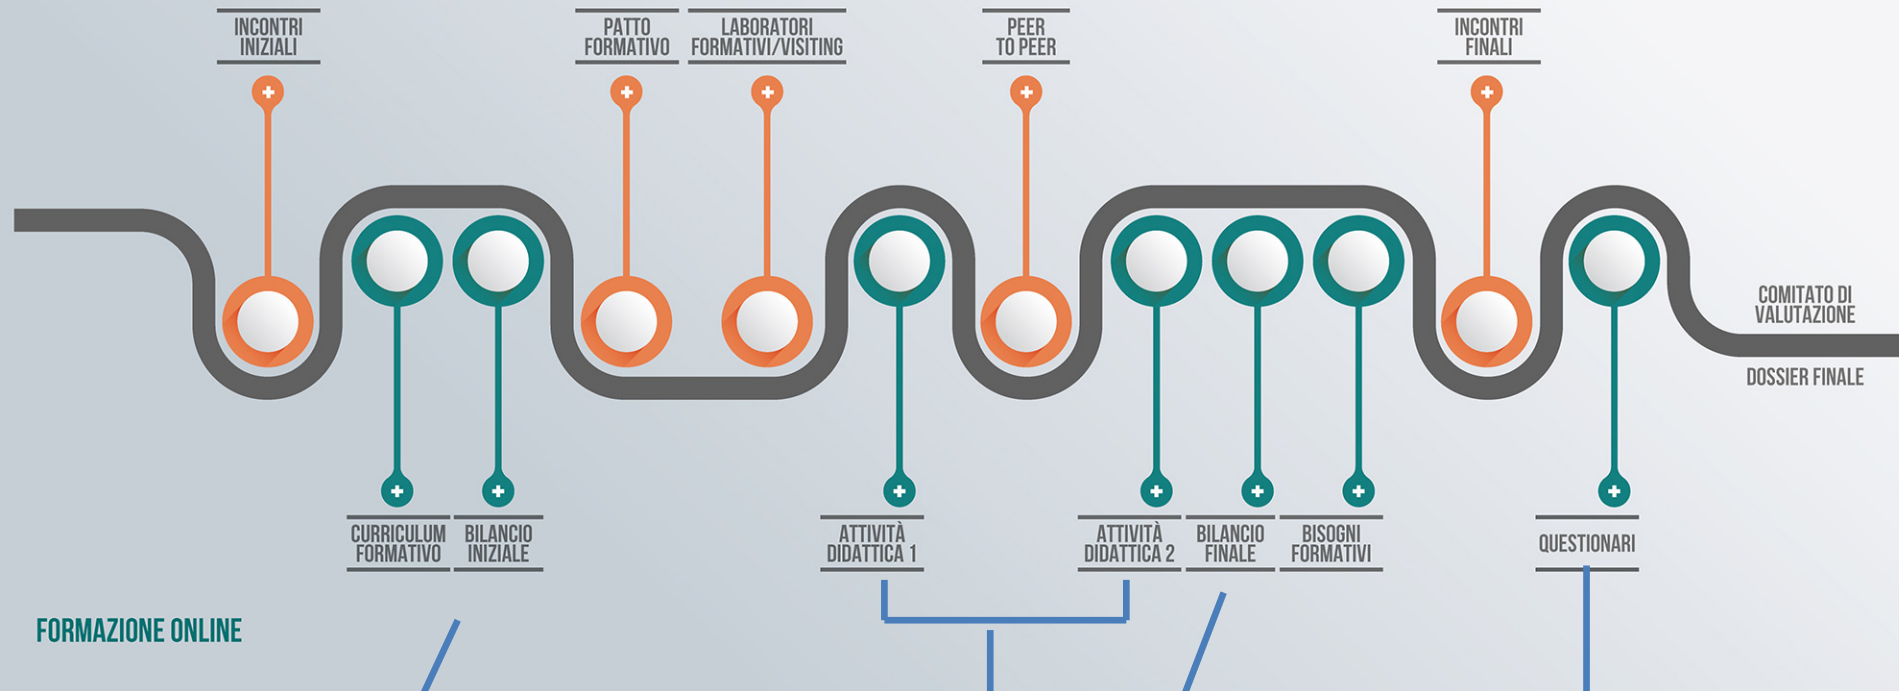 INCONTRI
INIZIALI
PATTO
FORMATIVO
LABORATORI
FORMATIVI/VISITING
PEER
TO PEER
INCONTRI
FINALI
COMITATO DI
VALUTAZIONE
DOSSIER FINALE
CURRICULUM
FORMATIVO
BILANCIO
INIZIALE
ATTIVITÀ
DIDATTICA 1
ATTIVITÀ
DIDATTICA 2
BILANCIO
FINALE
BISOGNI
FORMATIVI
QUESTIONARI
FORMAZIONE ONLINE